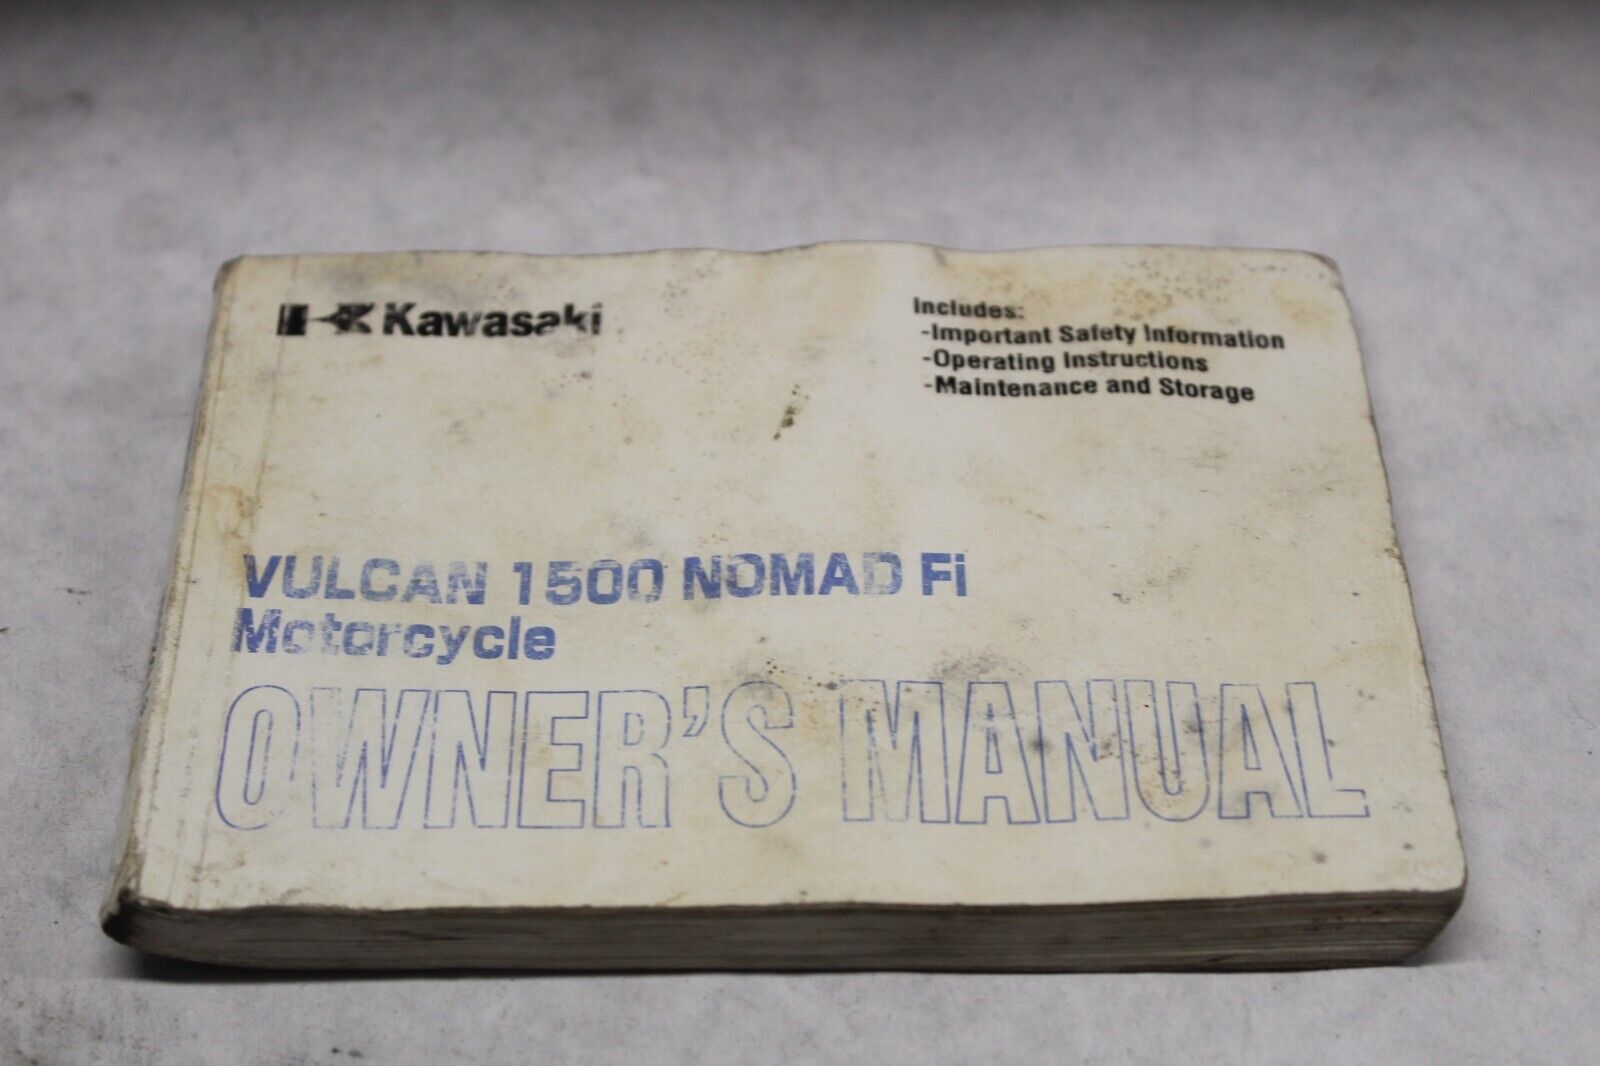 Kawasaki
Includes:
-Important Safety Information
-Operating Instructions
-Maintenance and Storage
VULCAN 1500 NOMAD Fi
Motorcycle
OWNER'S MANUAL